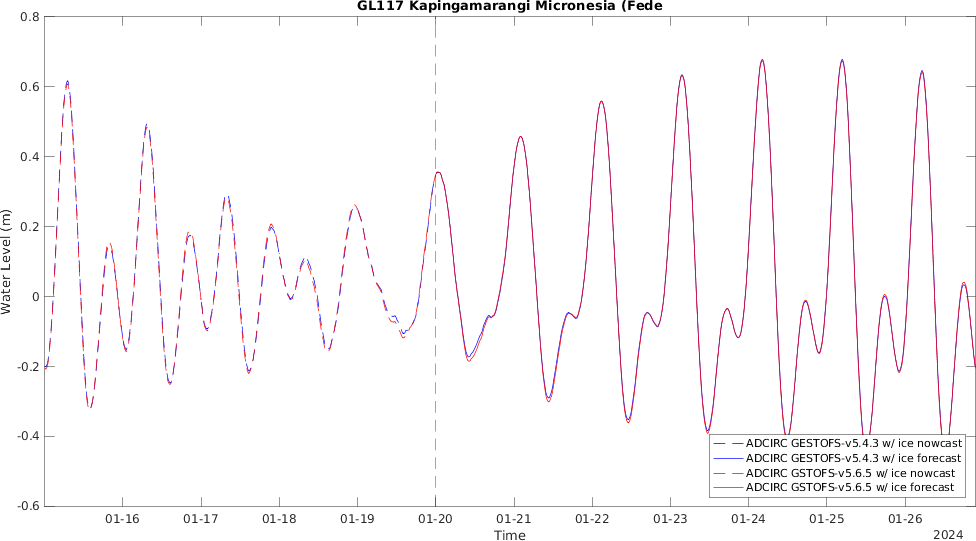 GL117 Kapingamarangi Micronesia (Fede
0.8
0.6
0.4
0.2
0
-0.2
-0.4
-0.6
Water Level (m)
ADCIRC GESTOFS-v5.4.3 w/ ice nowcast
ADCIRC GESTOFS-v5.4.3 w/ ice forecast
ADCIRC GSTOFS-v5.6.5 w/ ice nowcast
ADCIRC GSTOFS-v5.6.5 w/ ice forecast
01-16 01-17 01-18 01-19 01-20 01-21 01-22 01-23 01-24 01-25 01-26
Time
2024